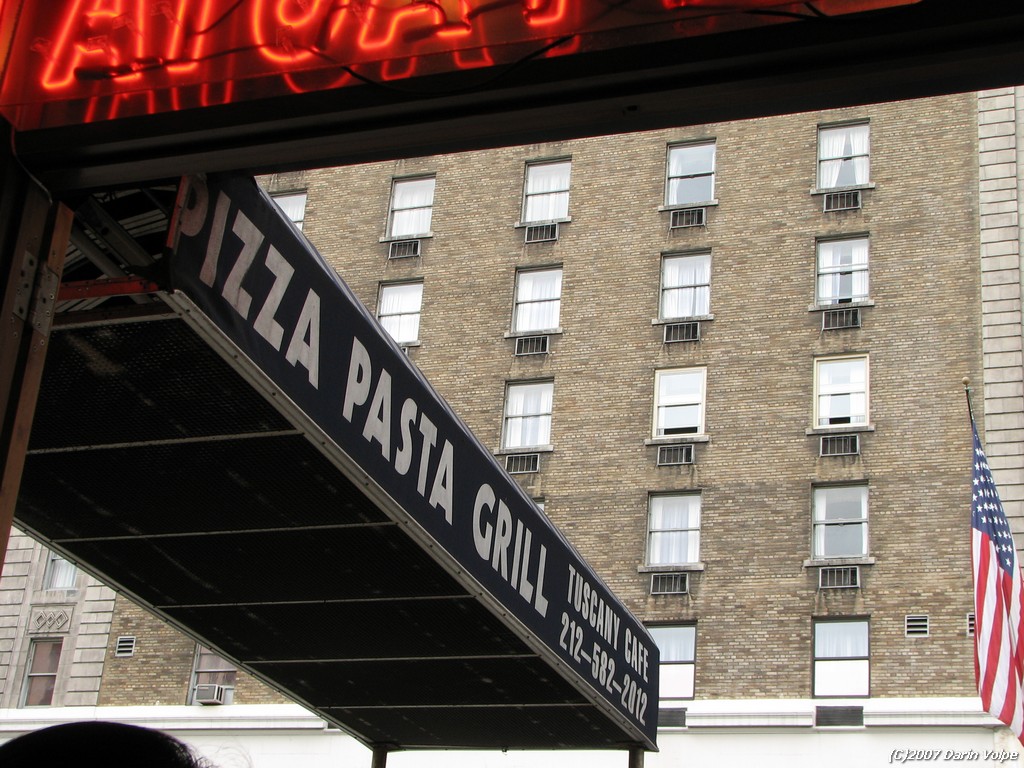 PIZZA PASTA GRILL
TUSCANY CAFE
212-582-2012
(C)2007 Darin Volpe